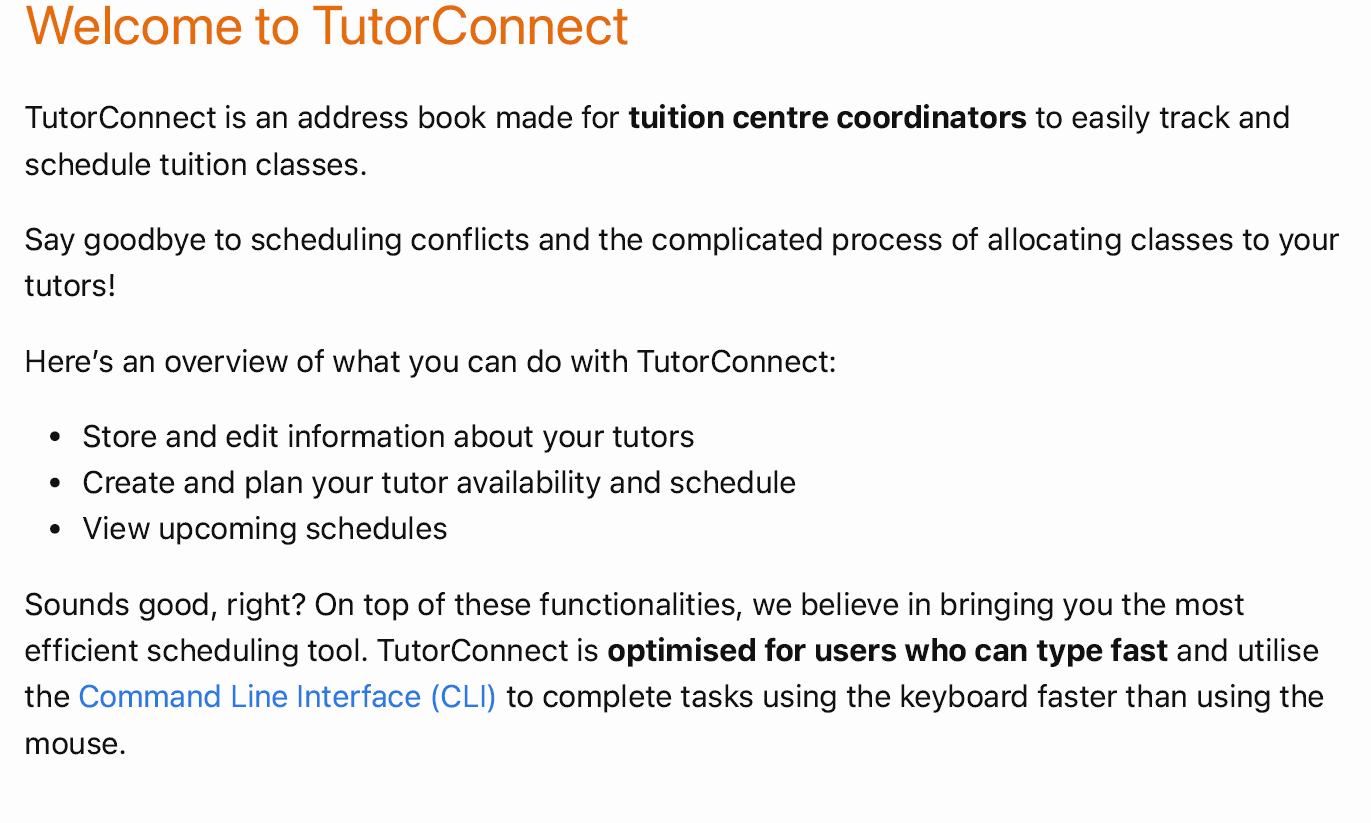 Welcome to TutorConnect
TutorConnect is an address book made for tuition centre coordinators to easily track and
schedule tuition classes.
Say goodbye to scheduling conflicts and the complicated process of allocating classes to your
tutors!
Here’s an overview of what you can do with TutorConnect:
• Store and edit information about your tutors
• Create and plan your tutor availability and schedule
• View upcoming schedules
Sounds good, right? On top of these functionalities, we believe in bringing you the most
efficient scheduling tool. TutorConnect is optimised for users who can type fast and utilise
the Command Line Interface (CLI) to complete tasks using the keyboard faster than using the
mouse.